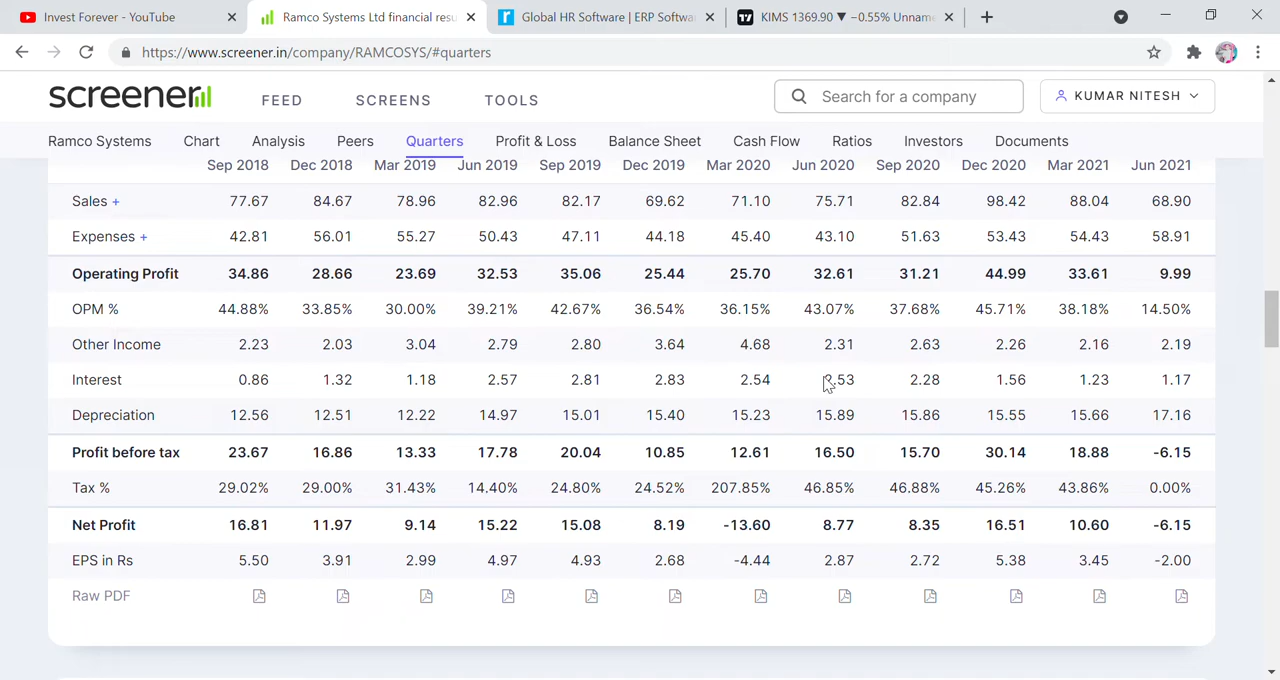 Invest Forever - YouTube
Ramco Systems Ltd financial resu
Global HR Software | ERP Softwa
KIMS 1369.90 ▼ −0.55% Unnam
https://www.screener.in/company/RAMCOSYS/#quarters
screener
FEED SCREENS TOOLS
Search for a company
KUMAR NITESH
Ramco Systems Chart Analysis Peers Quarters Profit & Loss Balance Sheet Cash Flow Ratios Investors Documents
Sep 2018 Dec 2018 Mar 2019 Jun 2019 Sep 2019 Dec 2019 Mar 2020 Jun 2020 Sep 2020 Dec 2020 Mar 2021 Jun 2021
Sales + 77.67 84.67 78.96 82.96 82.17 69.62 71.10 75.71 82.84 98.42 88.04 68.90
Expenses + 42.81 56.01 55.27 50.43 47.11 44.18 45.40 43.10 51.63 53.43 54.43 58.91
Operating Profit 34.86 28.66 23.69 32.53 35.06 25.44 25.70 32.61 31.21 44.99 33.61 9.99
OPM % 44.88% 33.85% 30.00% 39.21% 42.67% 36.54% 36.15% 43.07% 37.68% 45.71% 38.18% 14.50%
Other Income 2.23 2.03 3.04 2.79 2.80 3.64 4.68 2.31 2.63 2.26 2.16 2.19
Interest 0.86 1.32 1.18 2.57 2.81 2.83 2.54 .53 2.28 1.56 1.23 1.17
Depreciation 12.56 12.51 12.22 14.97 15.01 15.40 15.23 15.89 15.86 15.55 15.66 17.16
Profit before tax 23.67 16.86 13.33 17.78 20.04 10.85 12.61 16.50 15.70 30.14 18.88 -6.15
Tax % 29.02% 29.00% 31.43% 14.40% 24.80% 24.52% 207.85% 46.85% 46.88% 45.26% 43.86% 0.00%
Net Profit 16.81 11.97 9.14 15.22 15.08 8.19 -13.60 8.77 8.35 16.51 10.60 -6.15
EPS in Rs 5.50 3.91 2.99 4.97 4.93 2.68 -4.44 2.87 2.72 5.38 3.45 -2.00
Raw PDF